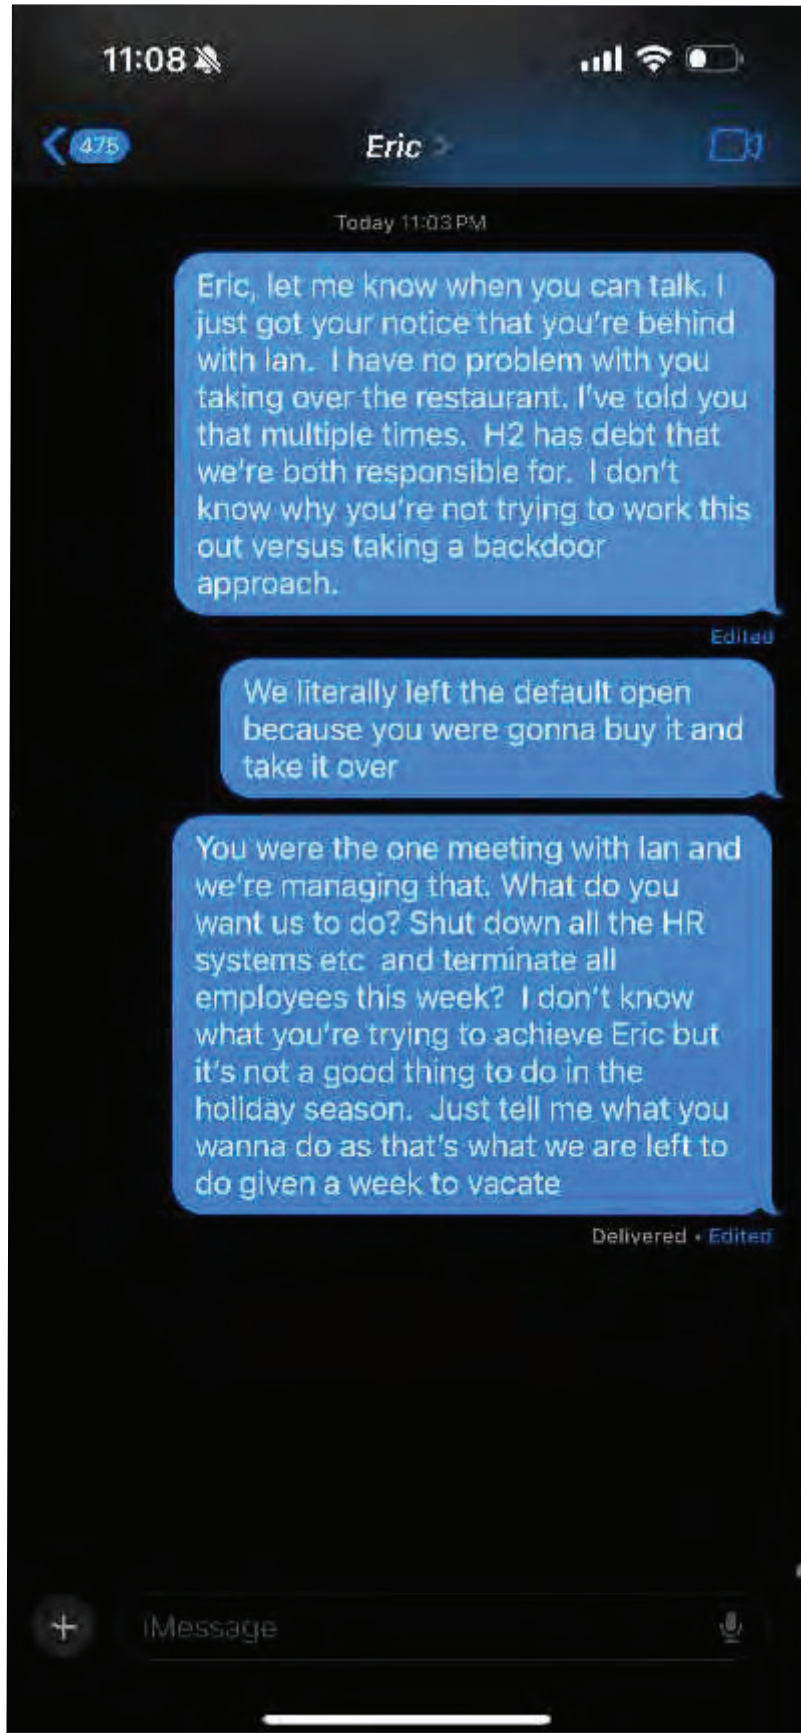 11:08
475
Eric >
Today 11:03 PM
Eric, let me know when you can talk. I
just got your notice that you're behind
with Ian.  I have no problem with you
taking over the restaurant. I've told you
that multiple times.  H2 has debt that
we're both responsible for.  I don't
know why you're not trying to work this
out versus taking a backdoor
approach.
Edited
We literally left the default open
because you were gonna buy it and
take it over
You were the one meeting with Ian and
we're managing that. What do you
want us to do? Shut down all the HR
systems etc  and terminate all
employees this week?  I don't know
what you're trying to achieve Eric but
it's not a good thing to do in the
holiday season.  Just tell me what you
wanna do as that's what we are left to
do given a week to vacate
Delivered • Edited
iMessage